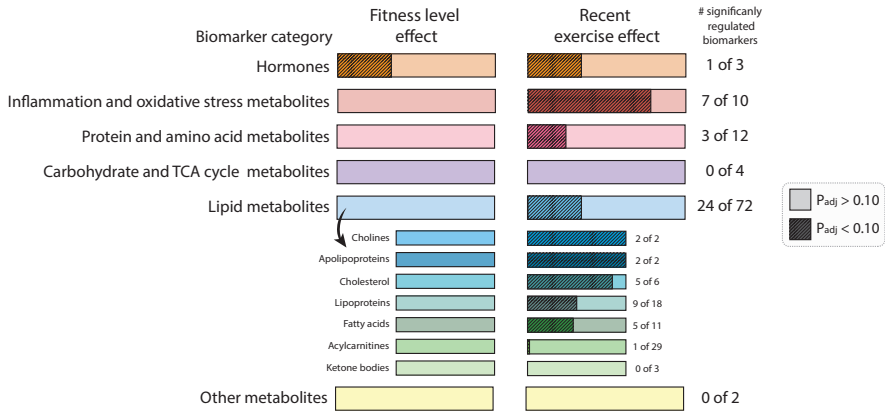 Fitness level
effect
Recent
exercise effect
# significanly
regulated
biomarkers
Biomarker category
Hormones
1 of 3
Inflammation and oxidative stress metabolites
7 of 10
Protein and amino acid metabolites
3 of 12
Carbohydrate and TCA cycle metabolites
0 of 4
Lipid metabolites
24 of 72
Padj > 0.10
Padj < 0.10
Cholines
2 of 2
Apolipoproteins
2 of 2
Cholesterol
5 of 6
Lipoproteins
9 of 18
Fatty acids
5 of 11
Acylcarnitines
1 of 29
Ketone bodies
0 of 3
Other metabolites
0 of 2